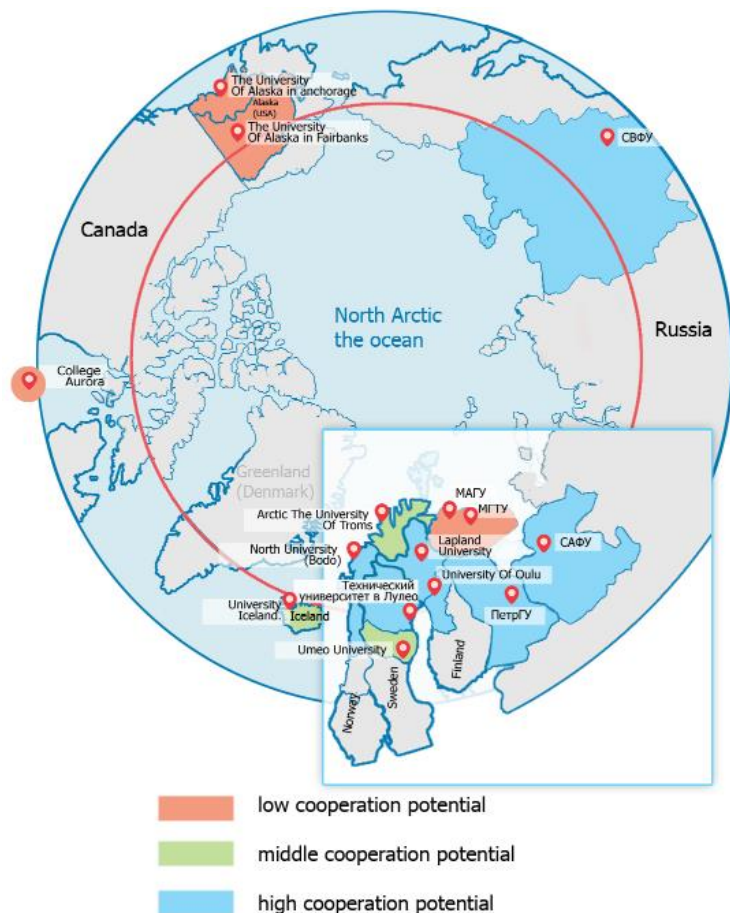 The University
Of Alaska in anchorage
Alaska
(USA)
The University
Of Alaska in Fairbanks
СВФУ
Canada
North Arctic
the ocean
Russia
College
Aurora
Greenland
(Denmark)
МАГУ
МГТУ
Arctic The University
Of Troms
Lapland
University
САФУ
North University
(Bodo)
Технический
университет в Лулео
University Of Oulu
University
Iceland.
Iceland
ПетрГУ
Umeo University
Finland
Sweden
Norway
low cooperation potential
middle cooperation potential
high cooperation potential